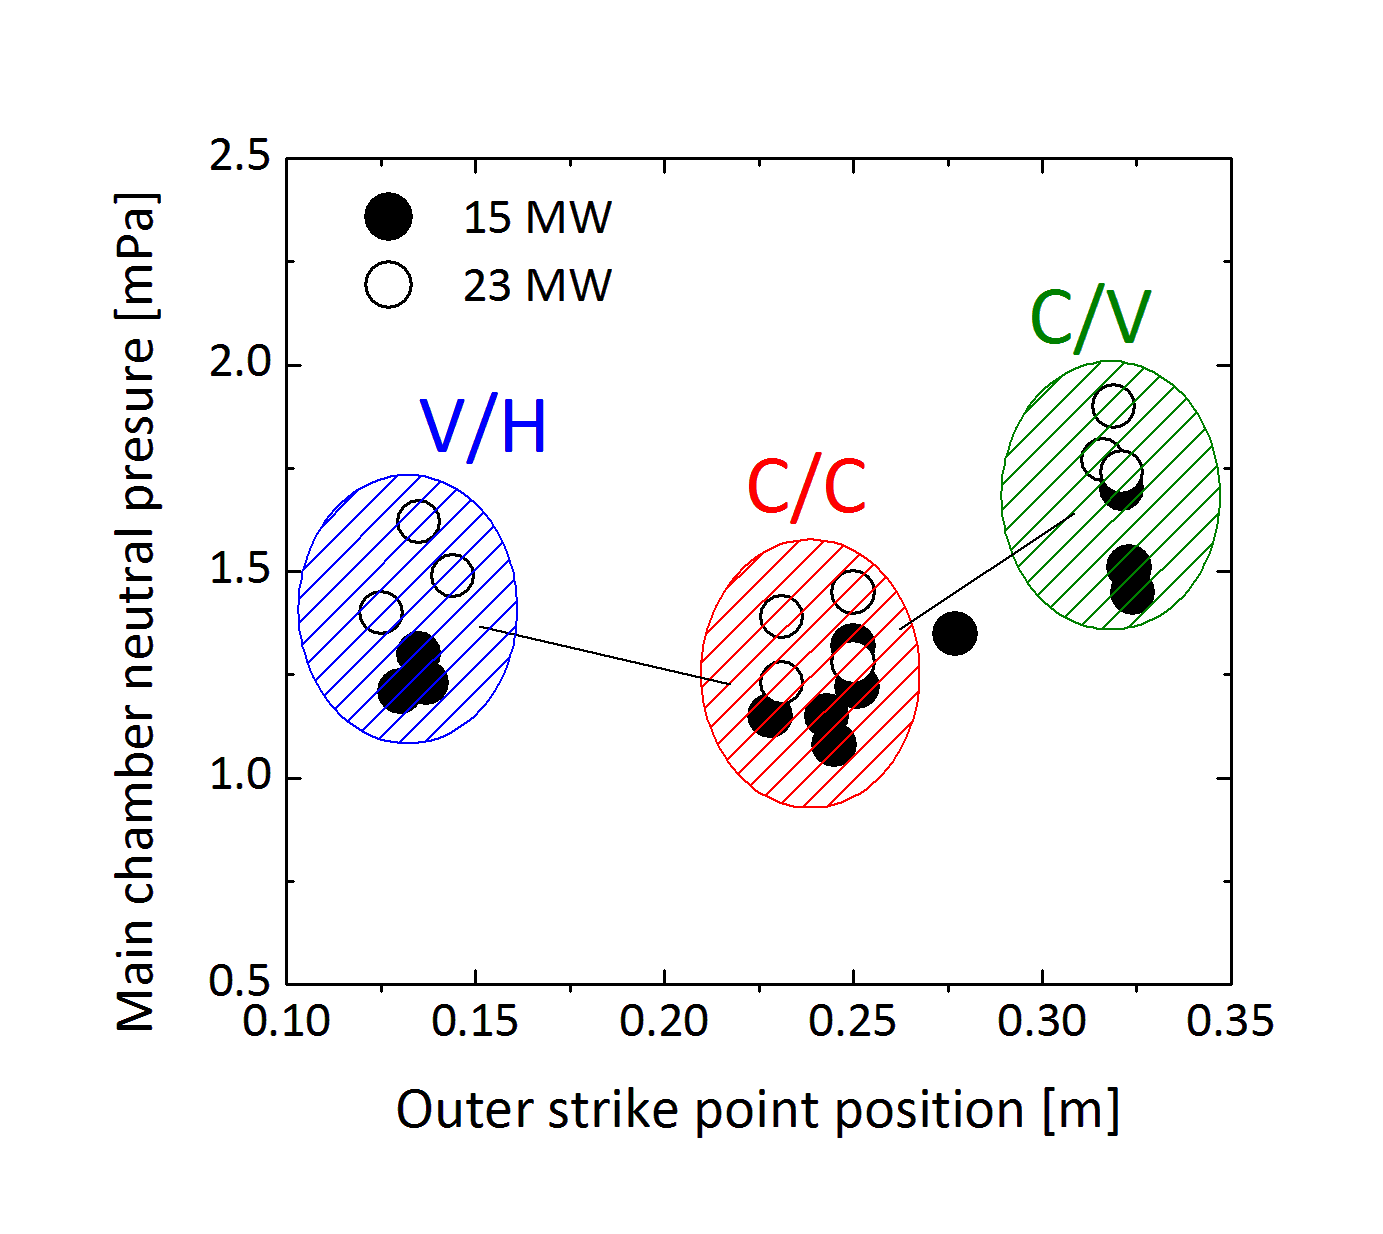 2.5
2.0
1.5
1.0
0.5
Main chamber neutral presure [mPa]
15 MW
23 MW
V/H
C/C
C/V
0.10 0.15 0.20 0.25 0.30 0.35
Outer strike point position [m]